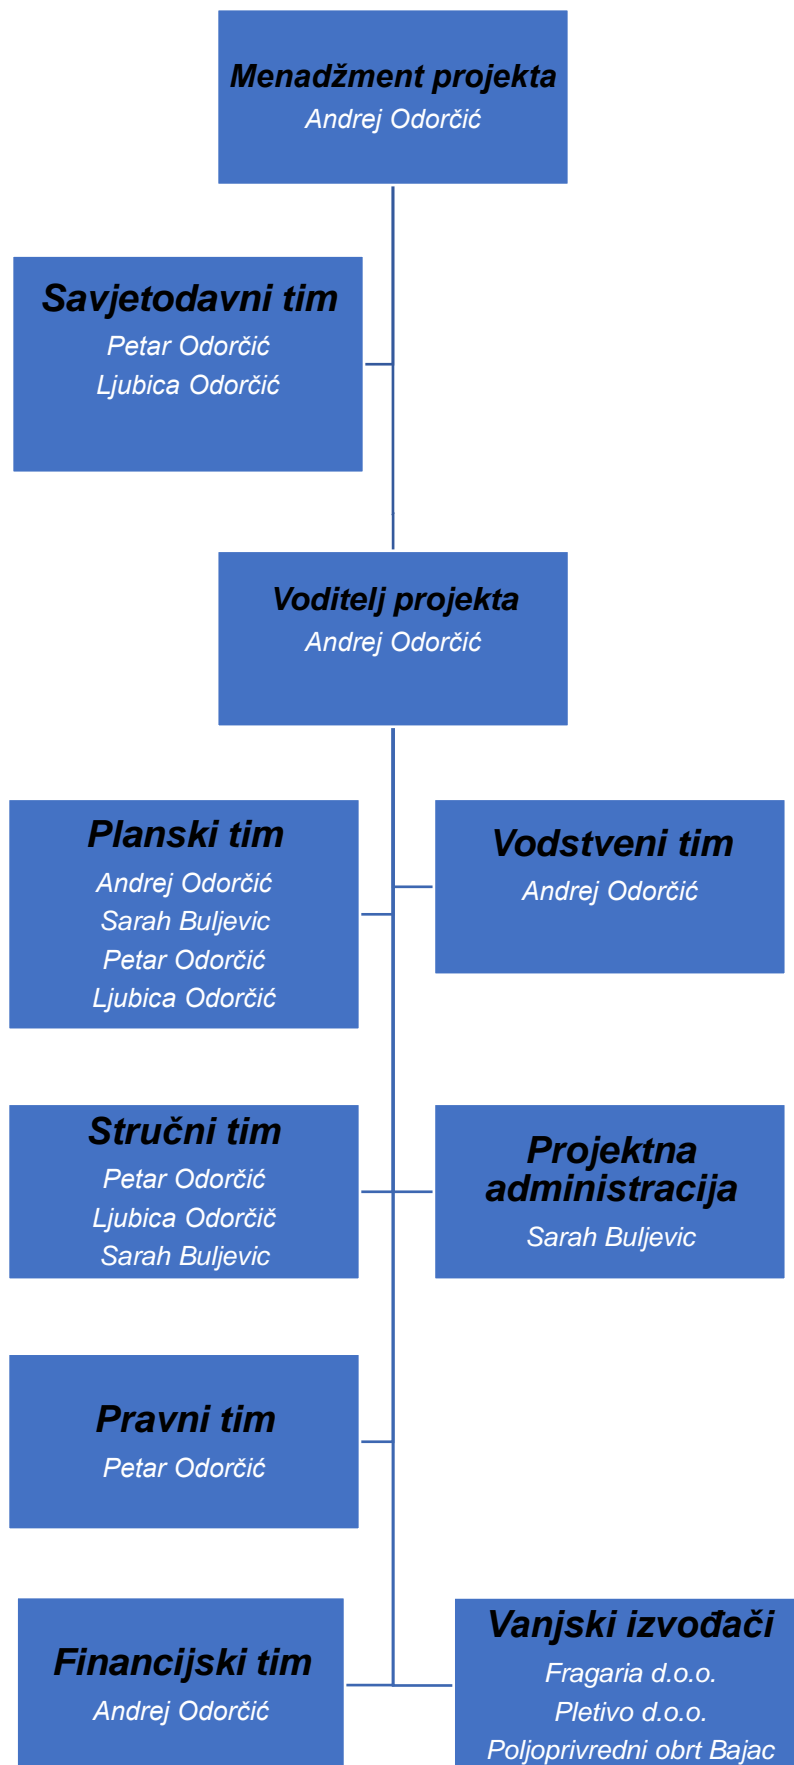 Menadžment projekta
Andrej Odorčić
Savjetodavni tim
Petar Odorčić
Ljubica Odorčić
Voditelj projekta
Andrej Odorčić
Planski tim
Andrej Odorčić
Sarah Buljevic
Petar Odorčić
Ljubica Odorčić
Vodstveni tim
Andrej Odorčić
Stručni tim
Petar Odorčić
Ljubica Odorčič
Sarah Buljevic
Projektna
administracija
Sarah Buljevic
Pravni tim
Petar Odorčić
Financijski tim
Andrej Odorčić
Vanjski izvođači
Fragaria d.o.o.
Pletivo d.o.o.
Poljoprivredni obrt Bajac